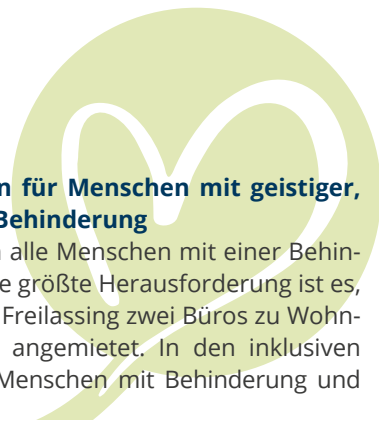 n für Menschen mit geistiger,
Behinderung
alle Menschen mit einer Behin-
e größte Herausforderung ist es,
Freilassing zwei Büros zu Wohn-
angemietet. In den inklusiven
Menschen mit Behinderung und